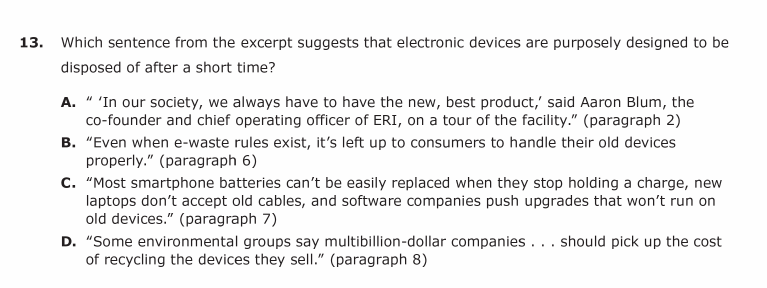 13. Which sentence from the excerpt suggests that electronic devices are purposely designed to be
disposed of after a short time?
A. “ ‘In our society, we always have to have the new, best product,’ said Aaron Blum, the
co-founder and chief operating officer of ERI, on a tour of the facility.” (paragraph 2)
B. “Even when e-waste rules exist, it’s left up to consumers to handle their old devices
properly.” (paragraph 6)
C. “Most smartphone batteries can’t be easily replaced when they stop holding a charge, new
laptops don’t accept old cables, and software companies push upgrades that won’t run on
old devices.” (paragraph 7)
D. “Some environmental groups say multibillion-dollar companies . . . should pick up the cost
of recycling the devices they sell.” (paragraph 8)